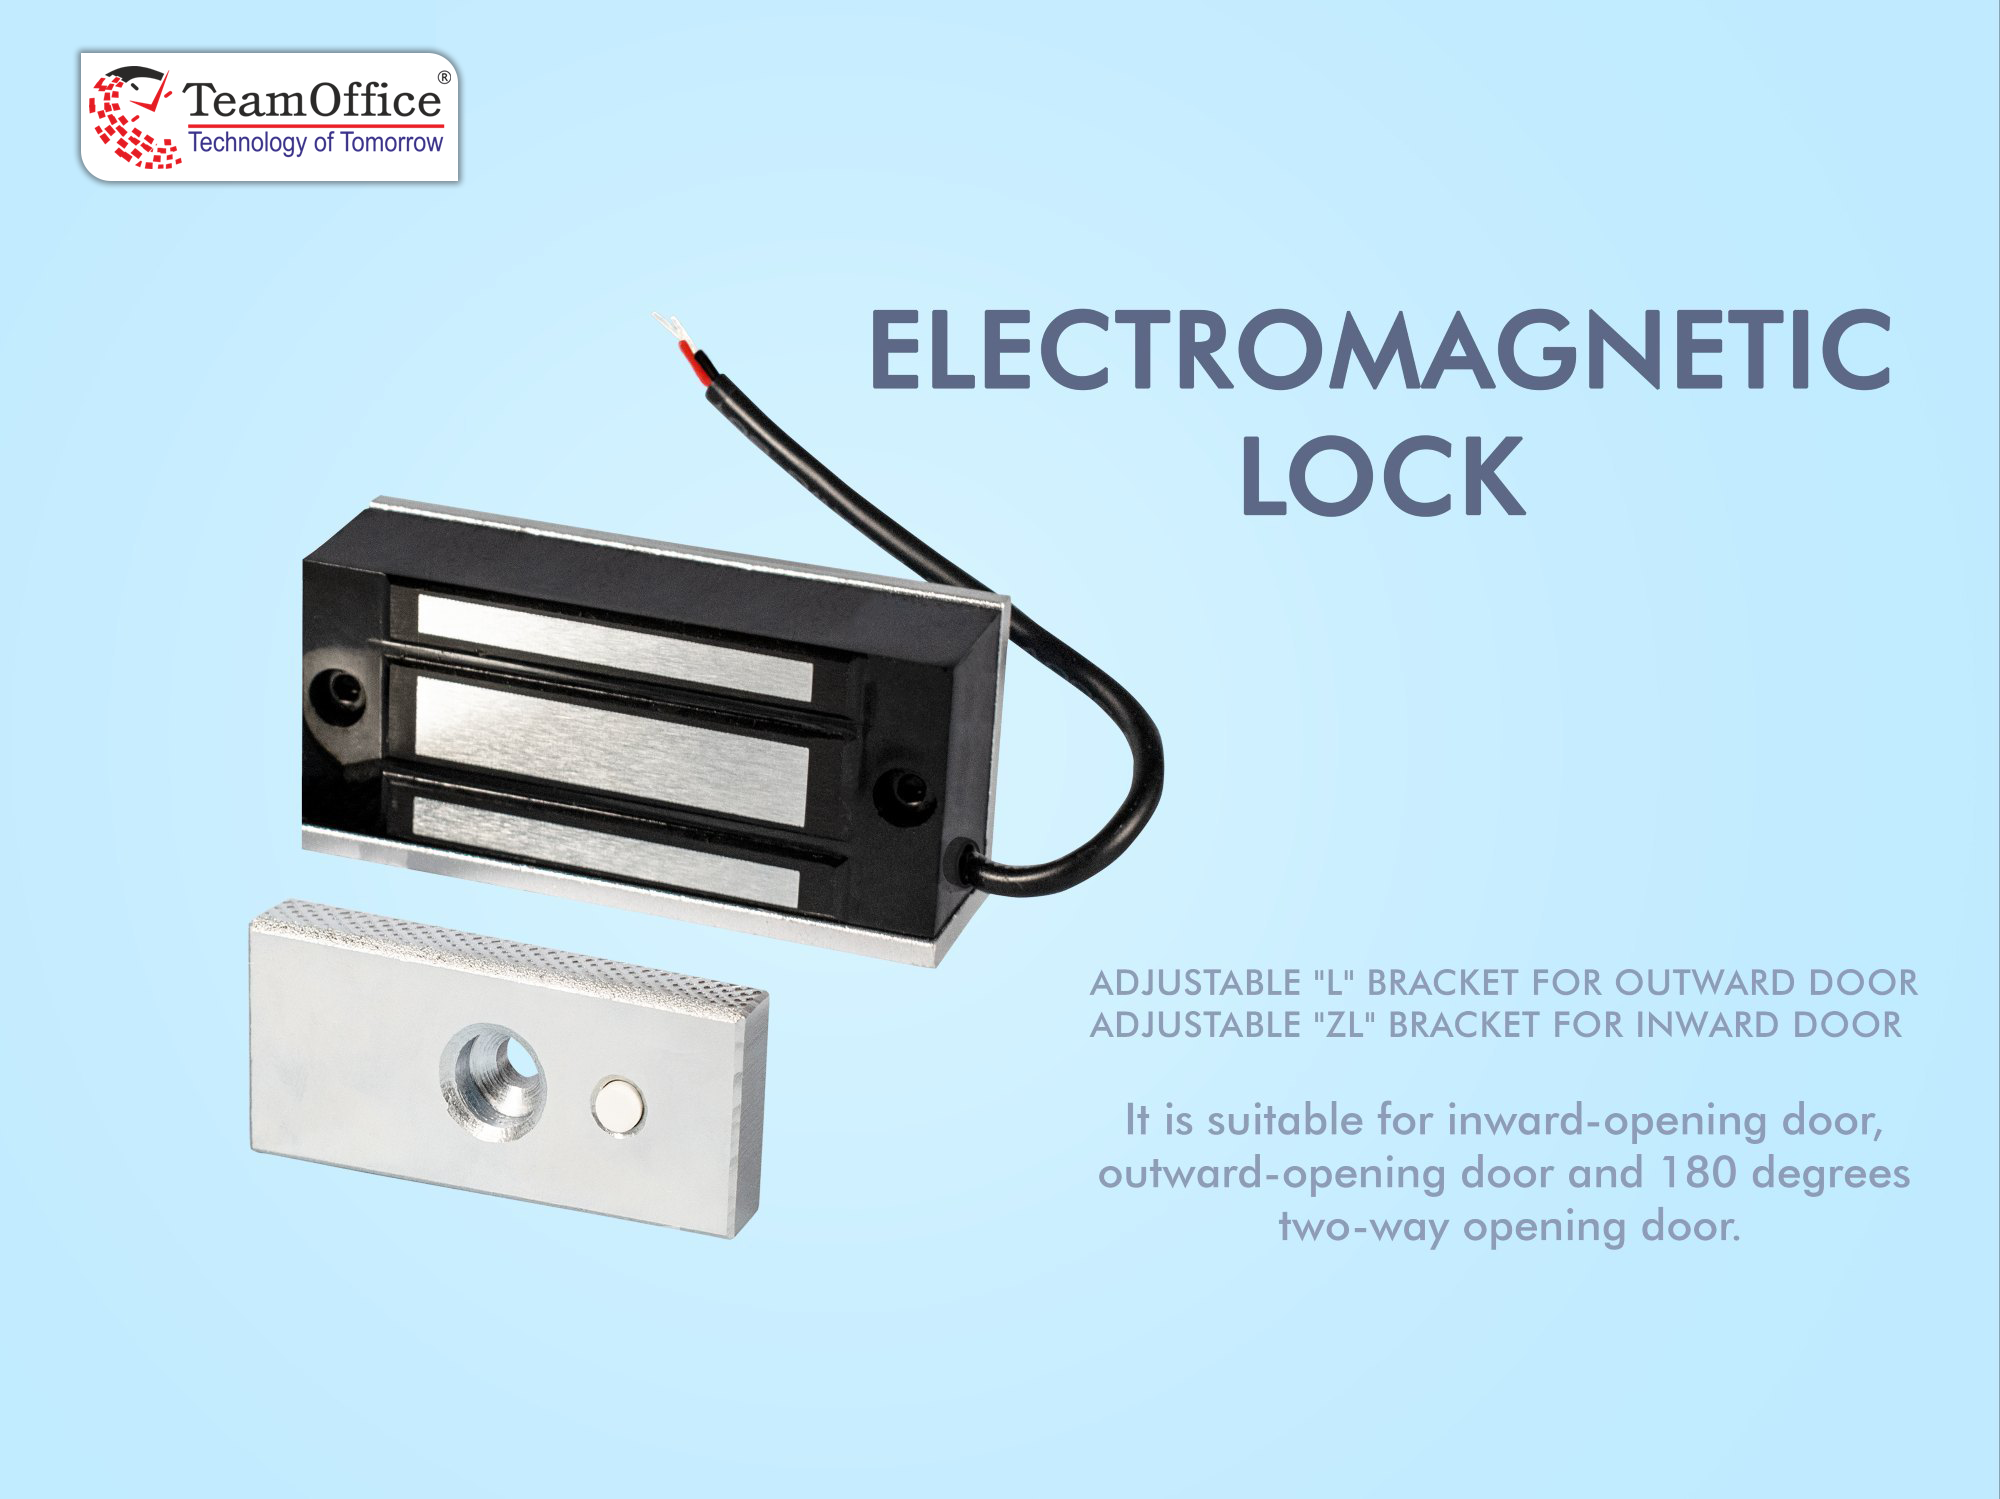 TeamOffice®
Technology of Tomorrow
ELECTROMAGNETIC
LOCK
ADJUSTABLE "L" BRACKET FOR OUTWARD DOOR
ADJUSTABLE "ZL" BRACKET FOR INWARD DOOR
It is suitable for inward-opening door,
outward-opening door and 180 degrees
two-way opening door.